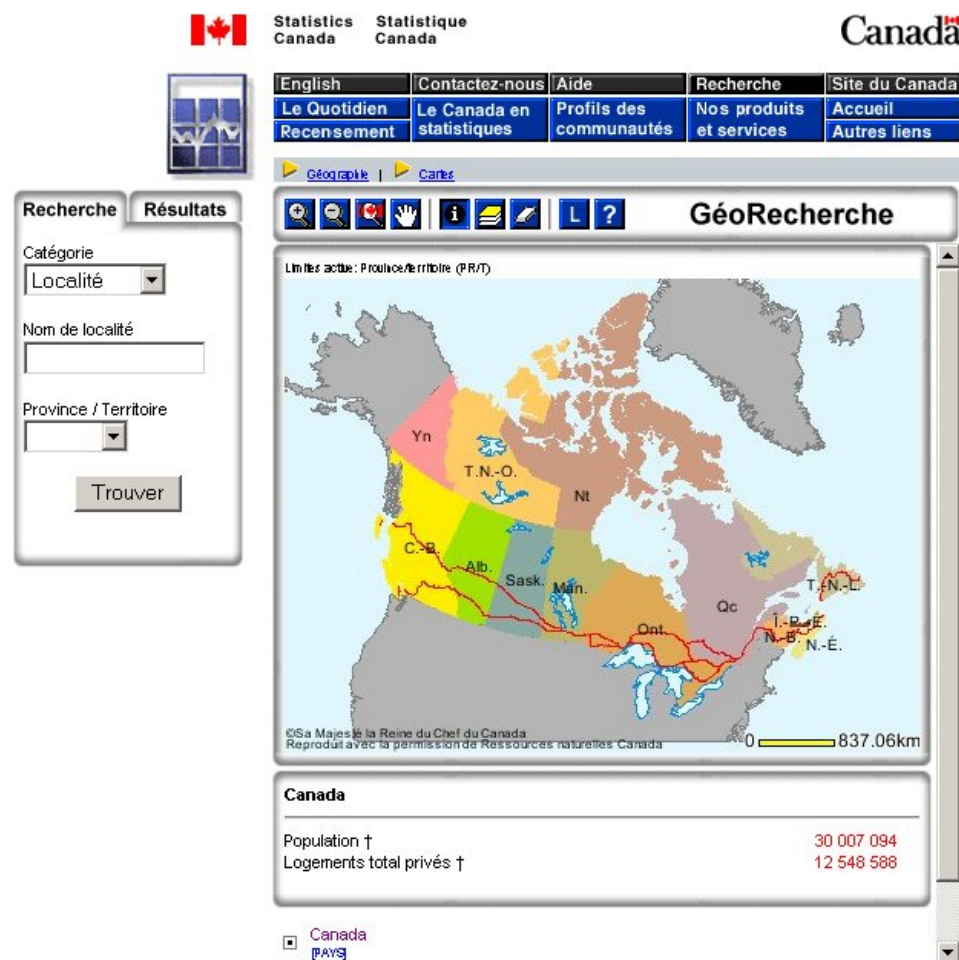 Statistics Canada
Statistique Canada
Canada
English
Contactez-nous
Aide
Recherche
Site du Canada
Le Quotidien
Le Canada en statistiques
Profils des communautés
Nos produits et services
Accueil
Recensement
Autres liens
Géographie | Cartes
Recherche
Résultats
Catégorie
Localité
Nom de localité
Province / Territoire
Trouver
L
?
GéoRecherche
Limites active: Province/territoire (PR/T)
Yn
T.N.-O.
Nt
C.-B.
Alb.
Sask.
Man.
Ont.
Qc
T.-N.-L.
Î.-P.-É.
N.-B.
N.-É.
©Sa Majesté la Reine du Chef du Canada
Reproduit avec la permission de Ressources naturelles Canada
0
837.06km
Canada
Population † 30 007 094
Logements total privés † 12 548 588
Canada
[PAYS]